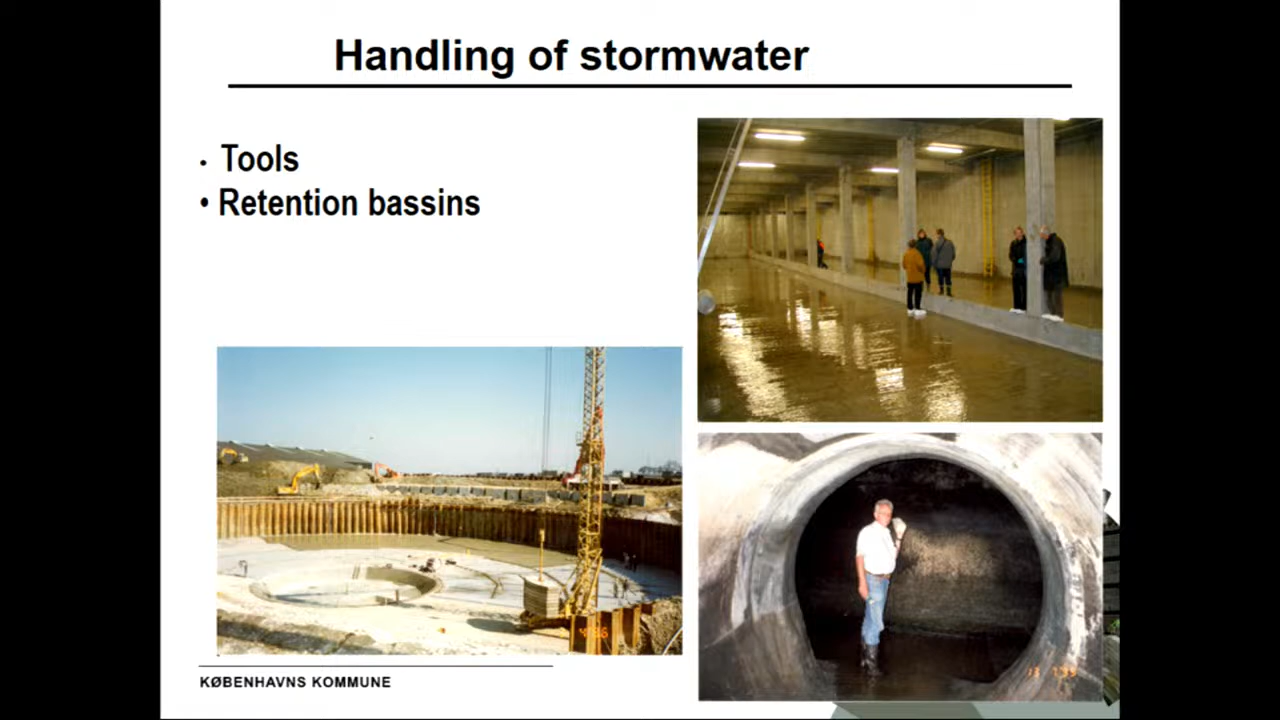 Handling of stormwater
• Tools
• Retention bassins
KØBENHAVNS KOMMUNE